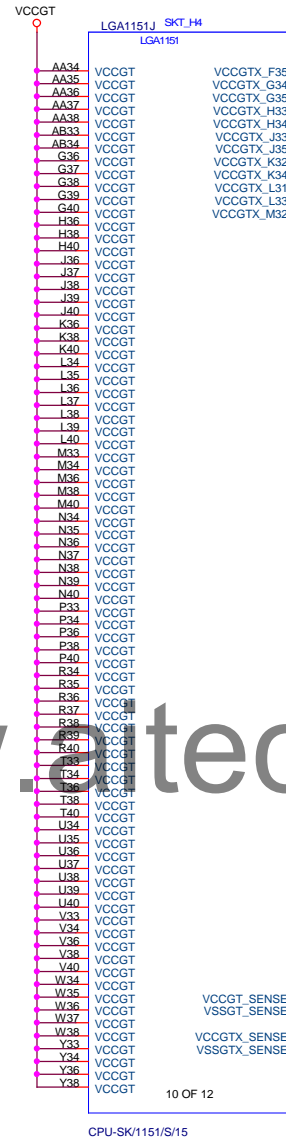 VCCGT
LGA1151J SKT_H4
LGA1151
AA34 VCCGT VCCGTX_F35
AA35 VCCGT VCCGTX_G34
AA36 VCCGT VCCGTX_G35
AA37 VCCGT VCCGTX_H33
AA38 VCCGT VCCGTX_H34
AB33 VCCGT VCCGTX_J33
AB34 VCCGT VCCGTX_J35
G36 VCCGT VCCGTX_K32
G37 VCCGT VCCGTX_K34
G38 VCCGT VCCGTX_L31
G39 VCCGT VCCGTX_L33
G40 VCCGT VCCGTX_M32
H36 VCCGT
H38 VCCGT
H40 VCCGT
J36 VCCGT
J37 VCCGT
J38 VCCGT
J39 VCCGT
J40 VCCGT
K36 VCCGT
K38 VCCGT
K40 VCCGT
L34 VCCGT
L35 VCCGT
L36 VCCGT
L37 VCCGT
L38 VCCGT
L39 VCCGT
L40 VCCGT
M33 VCCGT
M34 VCCGT
M36 VCCGT
M38 VCCGT
M40 VCCGT
N34 VCCGT
N35 VCCGT
N36 VCCGT
N37 VCCGT
N38 VCCGT
N39 VCCGT
N40 VCCGT
P33 VCCGT
P34 VCCGT
P36 VCCGT
P38 VCCGT
P40 VCCGT
R34 VCCGT
R35 VCCGT
R36 VCCGT
R37 VCCGT
R38 VCCGT
R39 VCCGT
R40 VCCGT
T33 VCCGT
T34 VCCGT
T36 VCCGT
T38 VCCGT
T40 VCCGT
U34 VCCGT
U35 VCCGT
U36 VCCGT
U37 VCCGT
U38 VCCGT
U39 VCCGT
U40 VCCGT
V33 VCCGT
V34 VCCGT
V36 VCCGT
V38 VCCGT
V40 VCCGT
W34 VCCGT
W35 VCCGT VCCGT_SENSE
W36 VCCGT VSSGT_SENSE
W37 VCCGT
W38 VCCGT VCCGTX_SENSE
Y33 VCCGT VSSGTX_SENSE
Y34 VCCGT
Y36 VCCGT
Y38 VCCGT
10 OF 12
CPU-SK/1151/S/15
.aitec